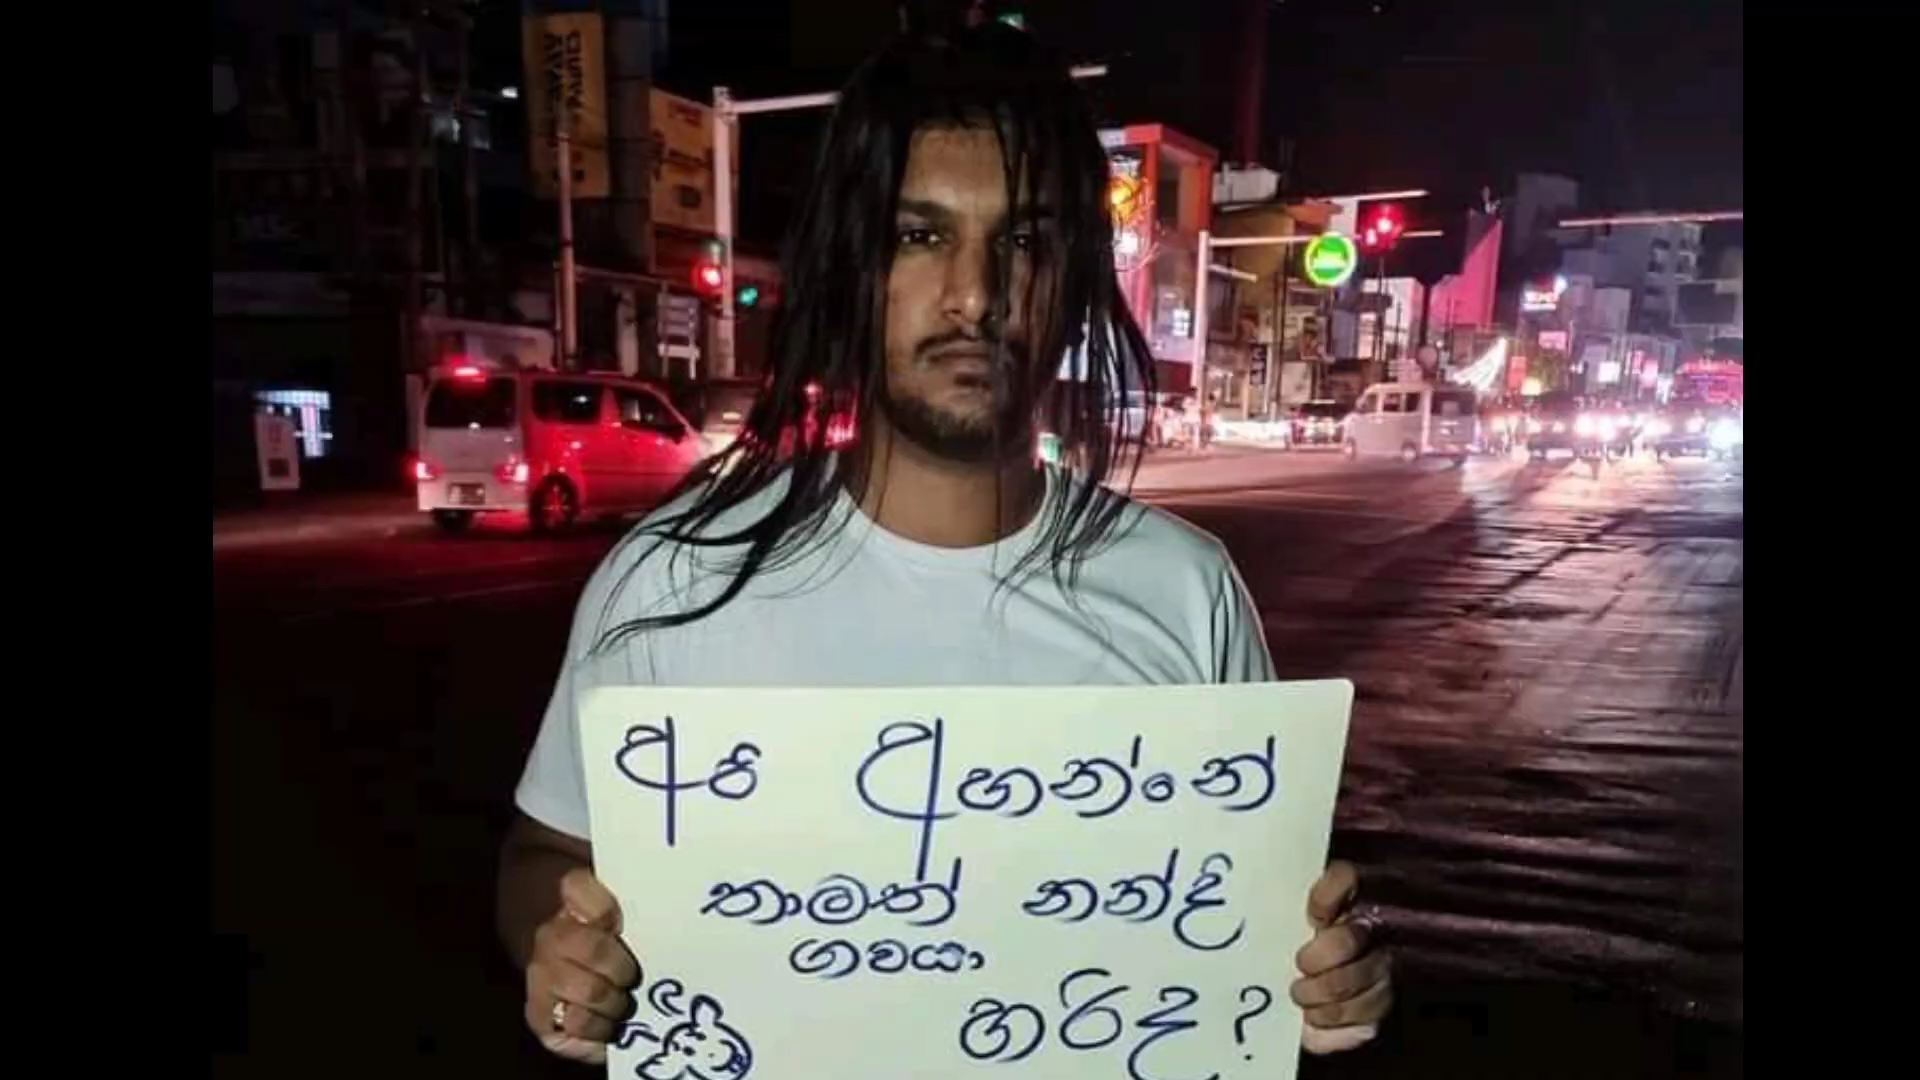 අපි අහන්නේ
තාමත් නන්දි
ගවයා
හරිද?